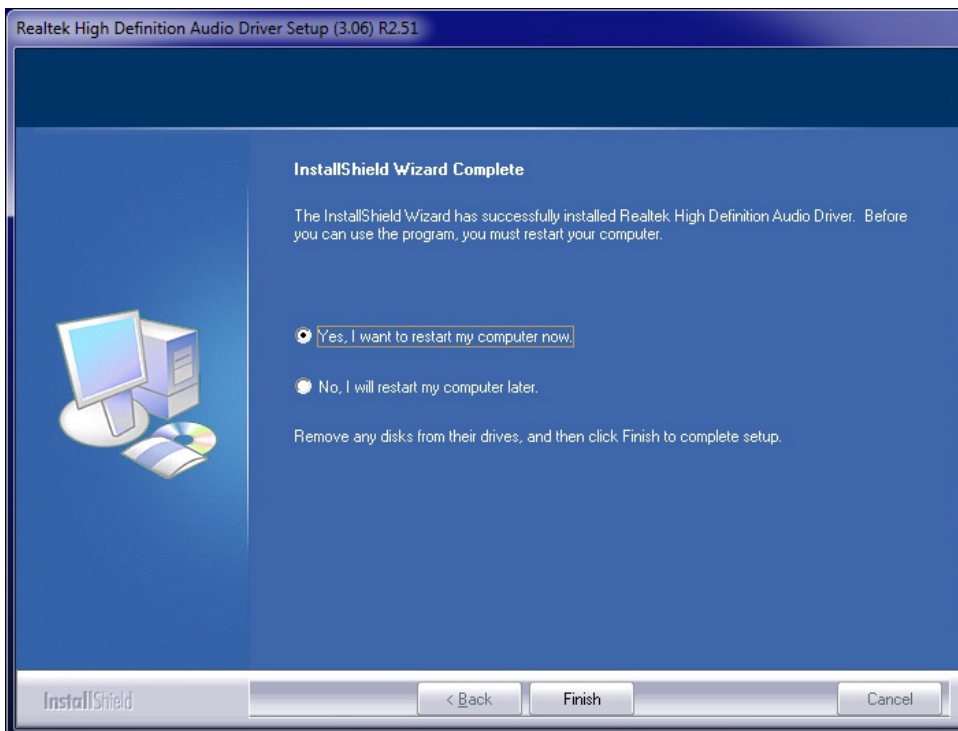 Realtek High Definition Audio Driver Setup (3.06) R2.51
InstallShield Wizard Complete
The InstallShield Wizard has successfully installed Realtek High Definition Audio Driver. Before
you can use the program, you must restart your computer.
Yes, I want to restart my computer now.
No, I will restart my computer later.
Remove any disks from their drives, and then click Finish to complete setup.
InstallShield
< Back
Finish
Cancel